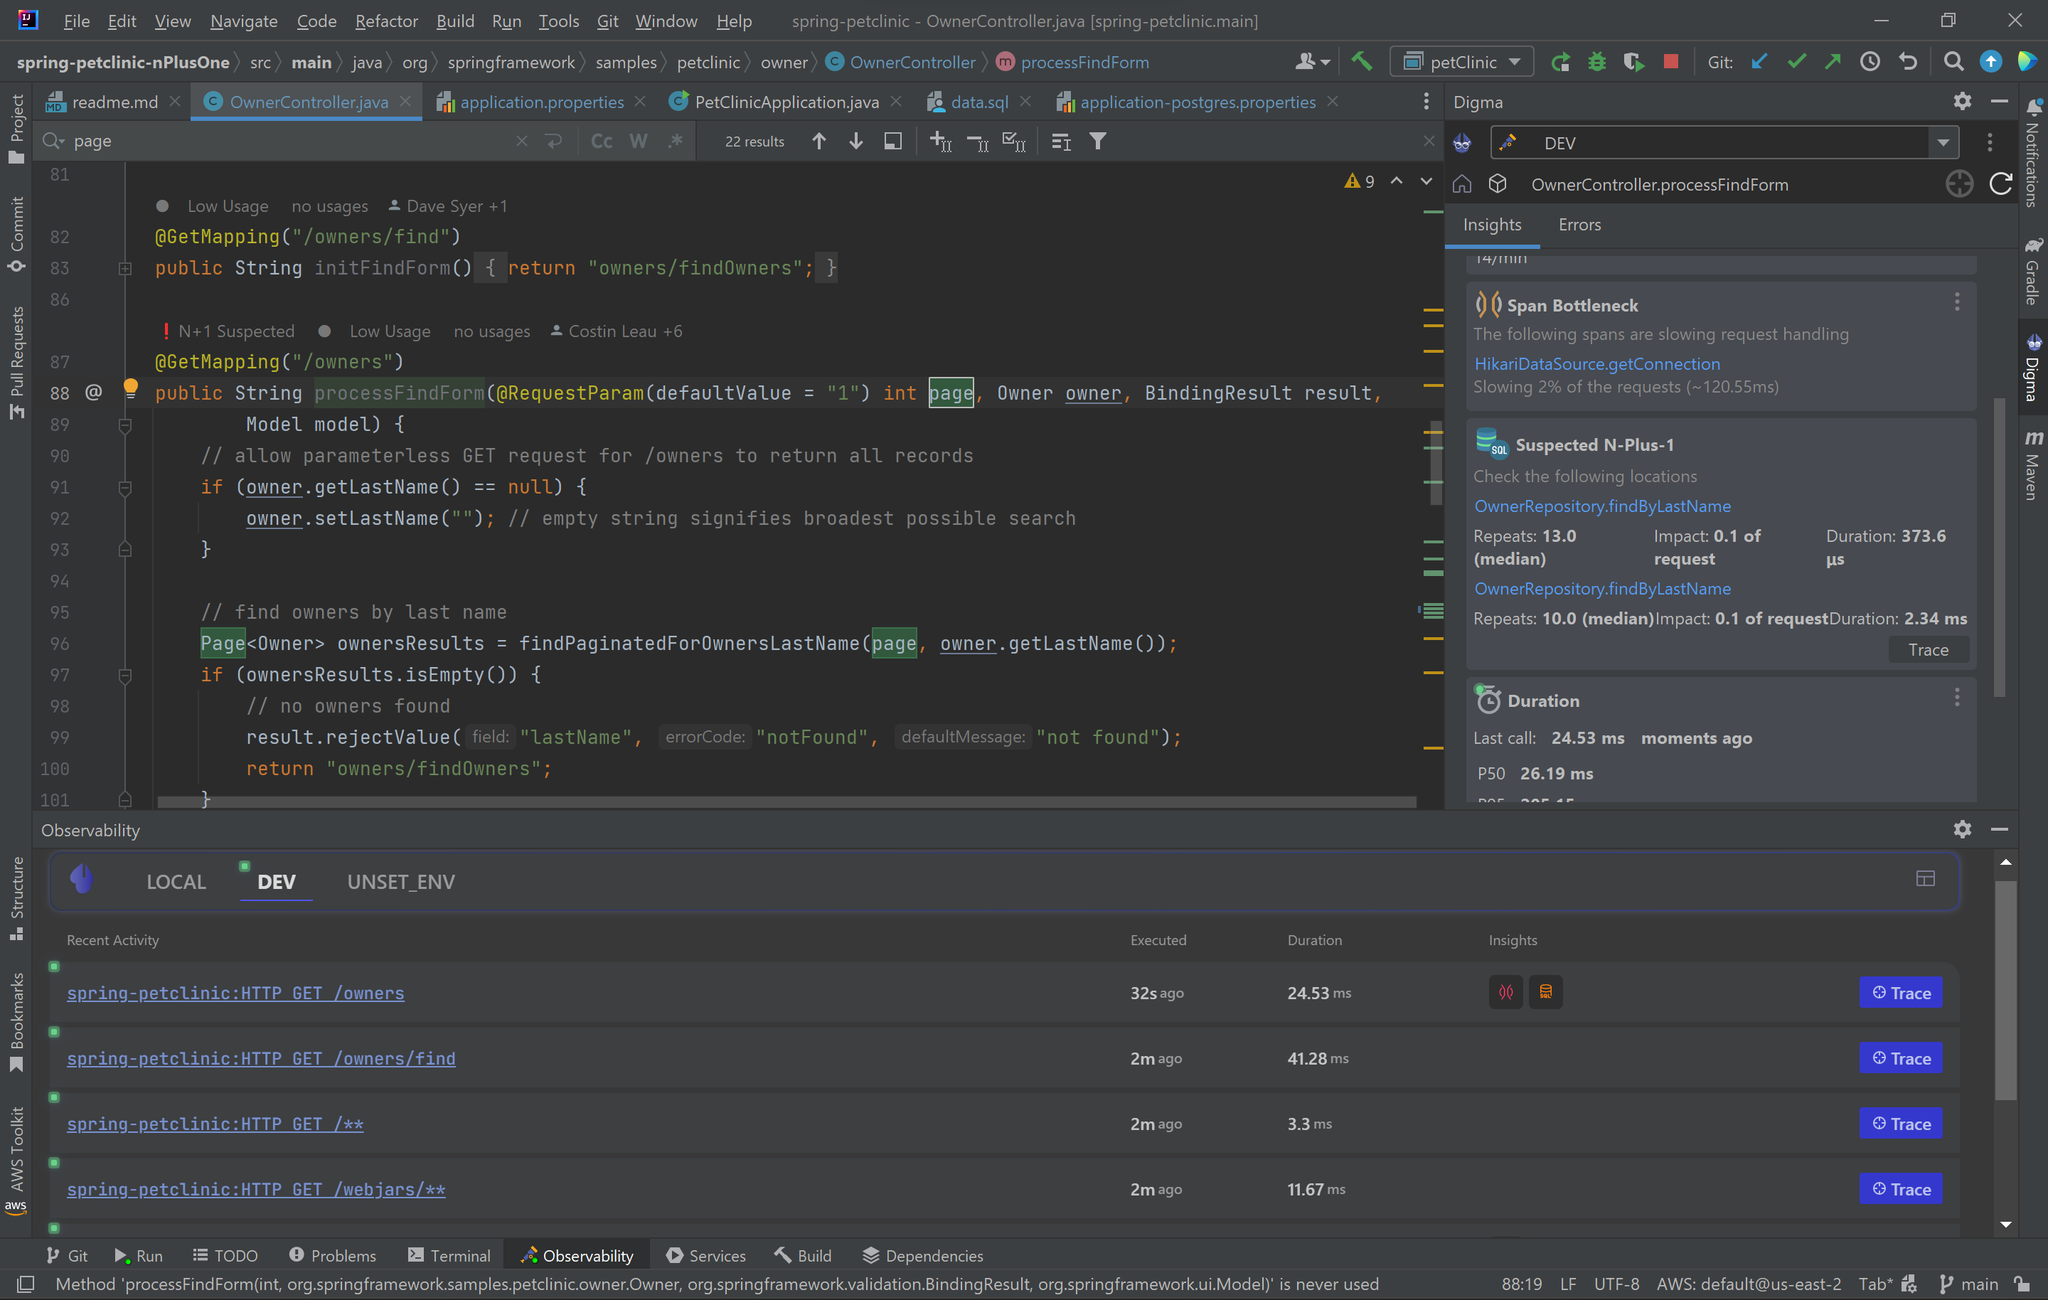 File Edit View Navigate Code Refactor Build Run Tools Git Window Help spring-petclinic - OwnerController.java [spring-petclinic.main]
spring-petclinic-nPlusOne src main java org springframework samples petclinic owner OwnerController processFindForm petClinic Git:
readme.md OwnerController.java application.properties PetClinicApplication.java data.sql application-postgres.properties
page Cc W .* 22 results
Project
Commit
Pull Requests
Structure
Bookmarks
AWS Toolkit
aws
81
9
Low Usage no usages Dave Syer +1
82 @GetMapping("/owners/find")
83 public String initFindForm() { return "owners/findOwners"; }
86
N+1 Suspected Low Usage no usages Costin Leau +6
87 @GetMapping("/owners")
88 @ public String processFindForm(@RequestParam(defaultValue = "1") int page, Owner owner, BindingResult result,
89 Model model) {
90 // allow parameterless GET request for /owners to return all records
91 if (owner.getLastName() == null) {
92 owner.setLastName(""); // empty string signifies broadest possible search
93 }
94
95 // find owners by last name
96 Page<Owner> ownersResults = findPaginatedForOwnersLastName(page, owner.getLastName());
97 if (ownersResults.isEmpty()) {
98 // no owners found
99 result.rejectValue( field: "lastName", errorCode: "notFound", defaultMessage: "not found");
100 return "owners/findOwners";
101 }
Digma
DEV
OwnerController.processFindForm
Insights Errors
14/min
Span Bottleneck
The following spans are slowing request handling
HikariDataSource.getConnection
Slowing 2% of the requests (~120.55ms)
SQL
Suspected N-Plus-1
Check the following locations
OwnerRepository.findByLastName
Repeats: 13.0 (median) Impact: 0.1 of request Duration: 373.6 µs
OwnerRepository.findByLastName
Repeats: 10.0 (median)Impact: 0.1 of requestDuration: 2.34 ms
Trace
Duration
Last call: 24.53 ms moments ago
P50 26.19 ms
Notifications
Gradle
Digma
m
Maven
Observability
LOCAL DEV UNSET_ENV
Recent Activity Executed Duration Insights
spring-petclinic:HTTP GET /owners 32s ago 24.53 ms Trace
spring-petclinic:HTTP GET /owners/find 2m ago 41.28 ms Trace
spring-petclinic:HTTP GET /** 2m ago 3.3 ms Trace
spring-petclinic:HTTP GET /webjars/** 2m ago 11.67 ms Trace
Git Run TODO Problems Terminal Observability Services Build Dependencies
Method 'processFindForm(int, org.springframework.samples.petclinic.owner.Owner, org.springframework.validation.BindingResult, org.springframework.ui.Model)' is never used 88:19 LF UTF-8 AWS: default@us-east-2 Tab* main